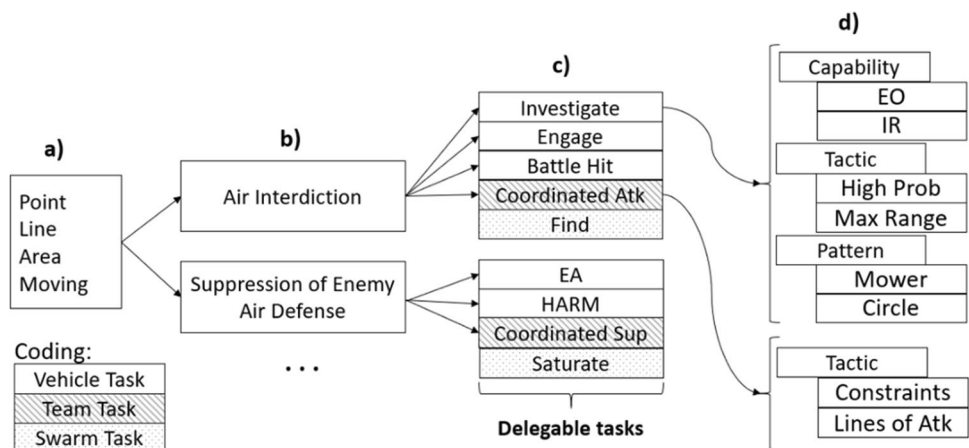 a)
Point
Line
Area
Moving
Coding:
Vehicle Task
Team Task
Swarm Task
b)
Air Interdiction
Suppression of Enemy
Air Defense
...
c)
Investigate
Engage
Battle Hit
Coordinated Atk
Find
EA
HARM
Coordinated Sup
Saturate
Delegable tasks
d)
Capability
EO
IR
Tactic
High Prob
Max Range
Pattern
Mower
Circle
Tactic
Constraints
Lines of Atk